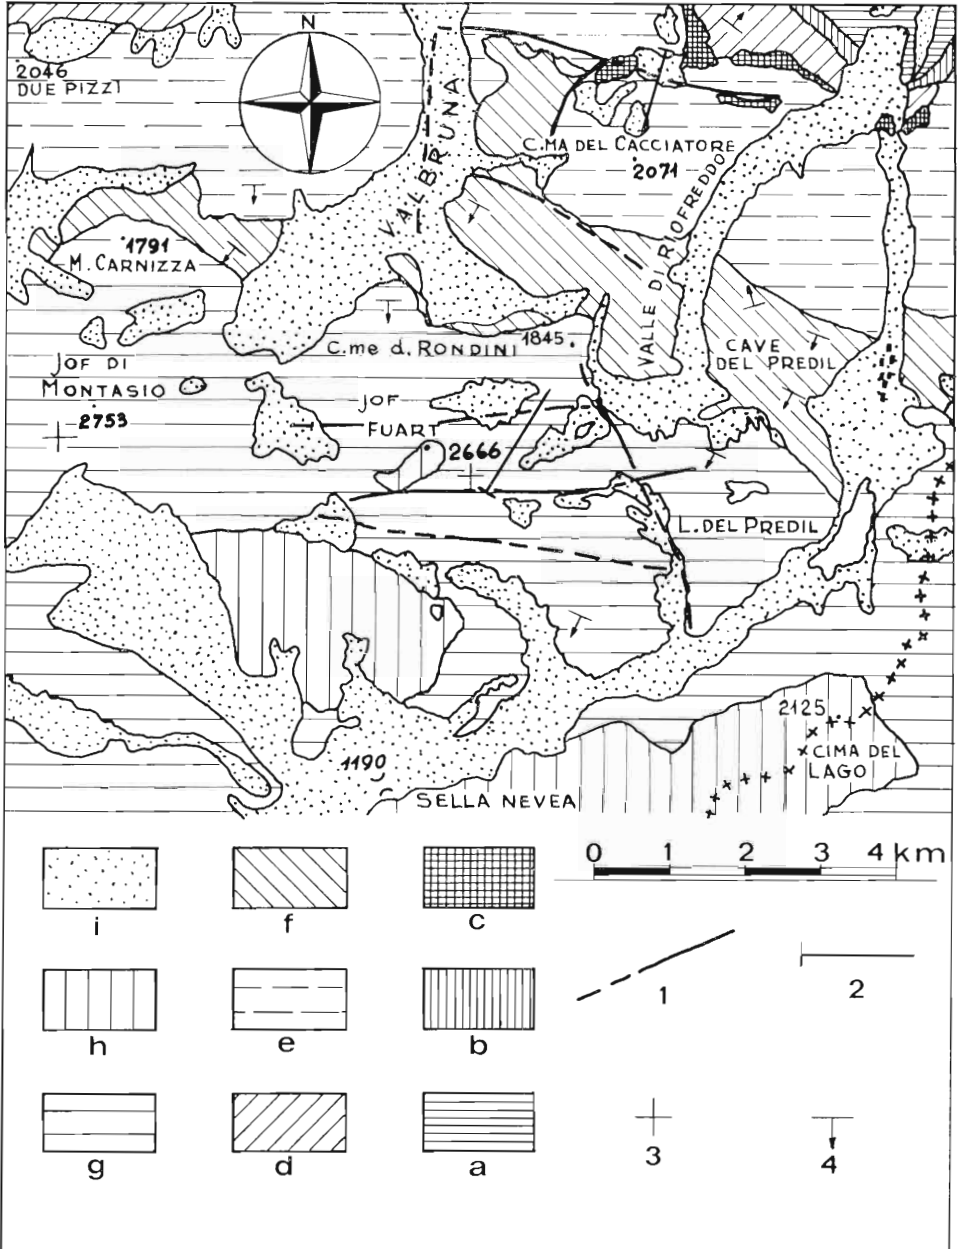 N
2046
DUE PIZZI
VALBRUNA
C.MA DEL CACCIATORE
2071
VALLE DI RIOFREDDO
1791
M. CARNIZZA
C.me d. RONDINI
1845
CAVE
DEL PREDIL
JOF DI
MONTASIO
2753
JOF
FUART
2666
L. DEL PREDIL
2125
CIMA DEL
LAGO
1190
SELLA NEVEA
0 1 2 3 4 km
i f c
1 2
h e b
g d a
3 4